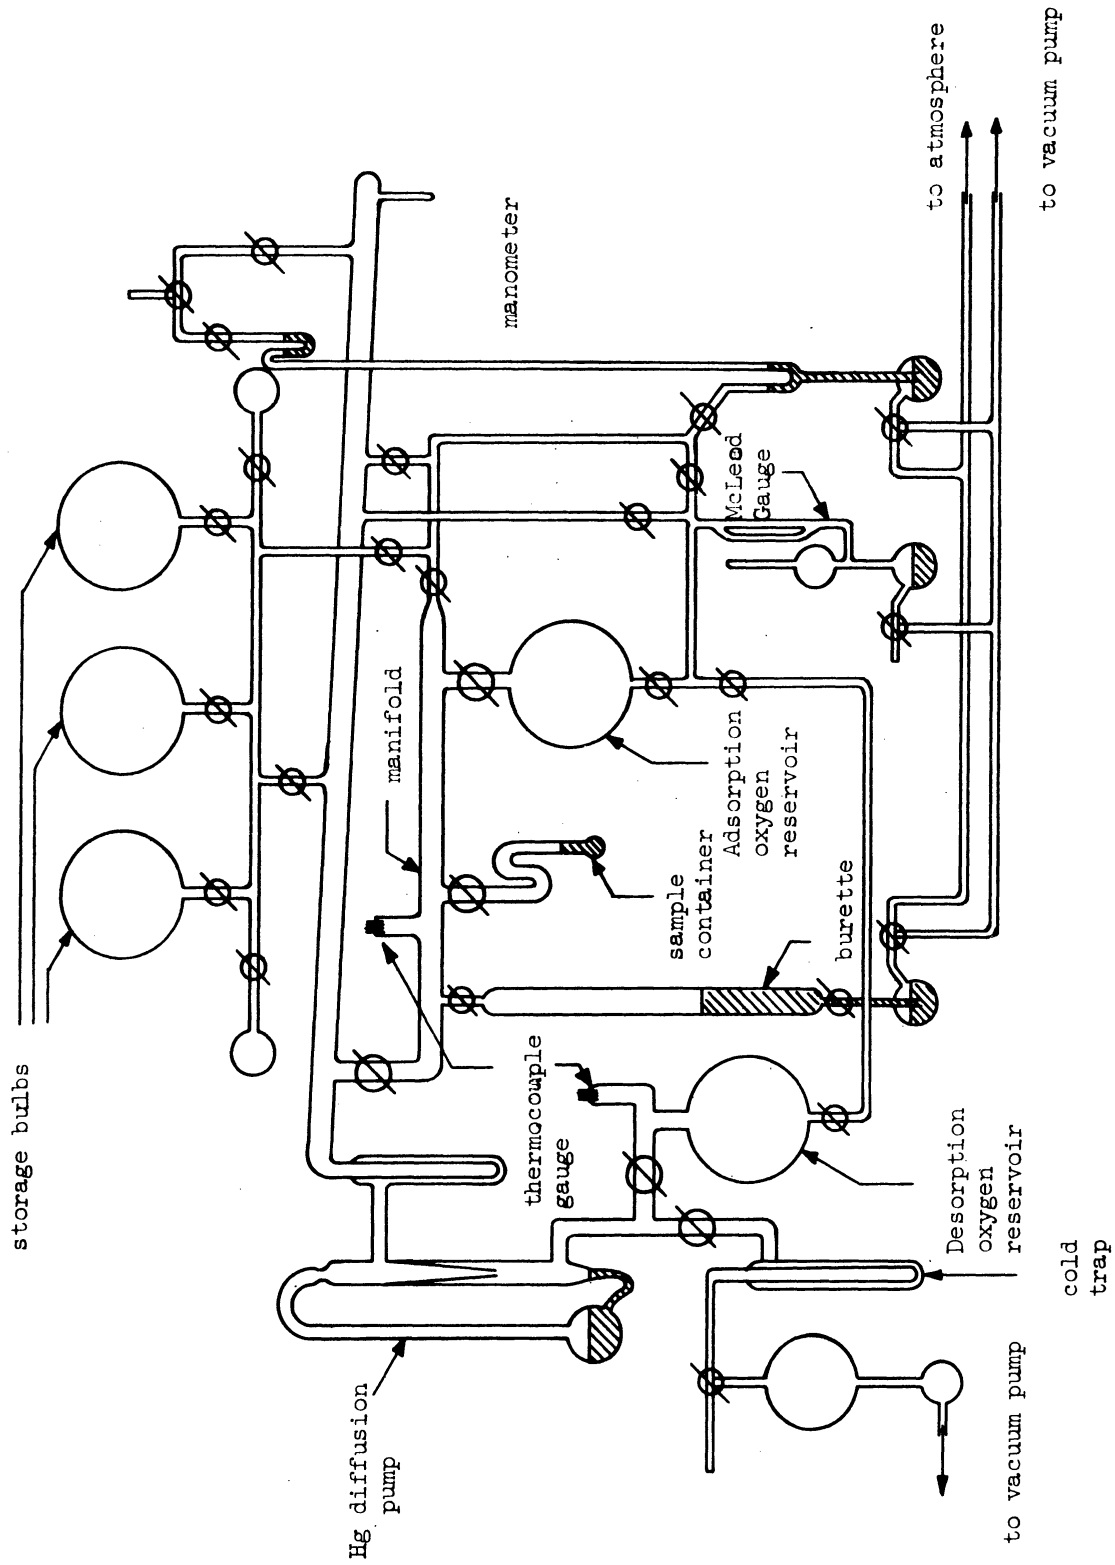 storage bulbs
Hg diffusion
pump
thermocouple
gauge
manifold
manometer
McLeod
Gauge
sample
container
Adsorption
oxygen
reservoir
burette
Desorption
oxygen
reservoir
cold
trap
to atmosphere
to vacuum pump
to vacuum pump